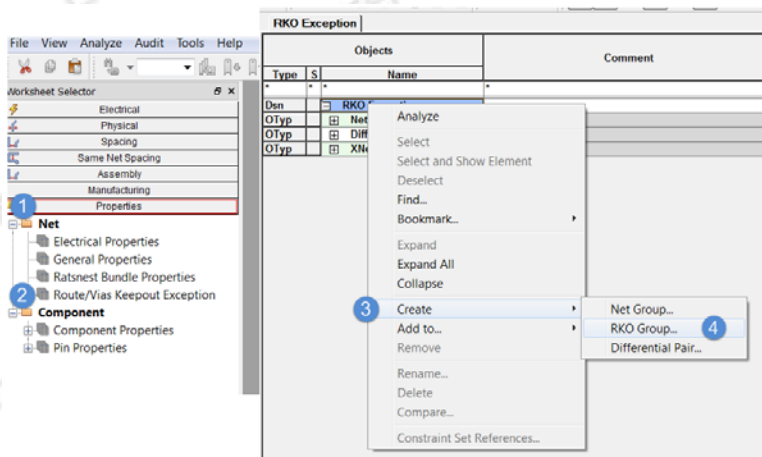 File View Analyze Audit Tools Help
Worksheet Selector
Electrical
Physical
Spacing
Same Net Spacing
Assembly
Manufacturing
1
Properties
Net
Electrical Properties
General Properties
Ratsnest Bundle Properties
2 Route/Vias Keepout Exception
Component
Component Properties
Pin Properties
RKO Exception
Objects
Comment
Type S Name
* * * *
Dsn RKO
OTyp Net
OTyp Diff
OTyp XNe
Analyze
Select
Select and Show Element
Deselect
Find...
Bookmark...
Expand
Expand All
Collapse
3 Create
Add to...
Remove
Rename...
Delete
Compare...
Constraint Set References...
Net Group...
RKO Group... 4
Differential Pair...